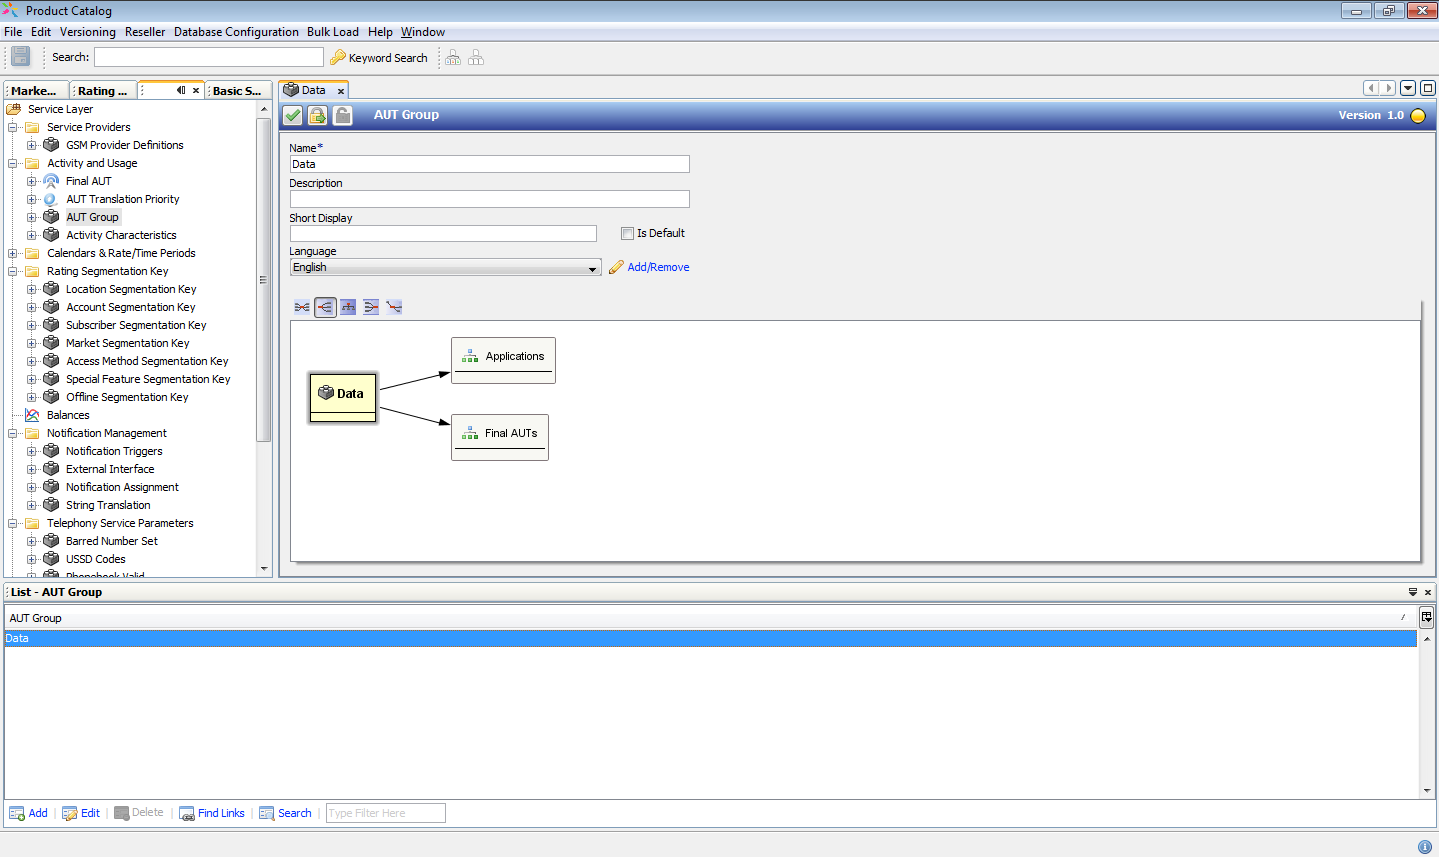 Product Catalog
File Edit Versioning Reseller Database Configuration Bulk Load Help Window
Search: Keyword Search
Marke... Rating ... Basic S...
Service Layer
Service Providers
GSM Provider Definitions
Activity and Usage
Final AUT
AUT Translation Priority
AUT Group
Activity Characteristics
Calendars & Rate/Time Periods
Rating Segmentation Key
Location Segmentation Key
Account Segmentation Key
Subscriber Segmentation Key
Market Segmentation Key
Access Method Segmentation Key
Special Feature Segmentation Key
Offline Segmentation Key
Balances
Notification Management
Notification Triggers
External Interface
Notification Assignment
String Translation
Telephony Service Parameters
Barred Number Set
USSD Codes
Phonebook Valid
Data
AUT Group Version 1.0
Name*
Data
Description
Short Display
Is Default
Language
English Add/Remove
Applications
Data
Final AUTs
List - AUT Group
AUT Group
Data
Add Edit Delete Find Links Search Type Filter Here